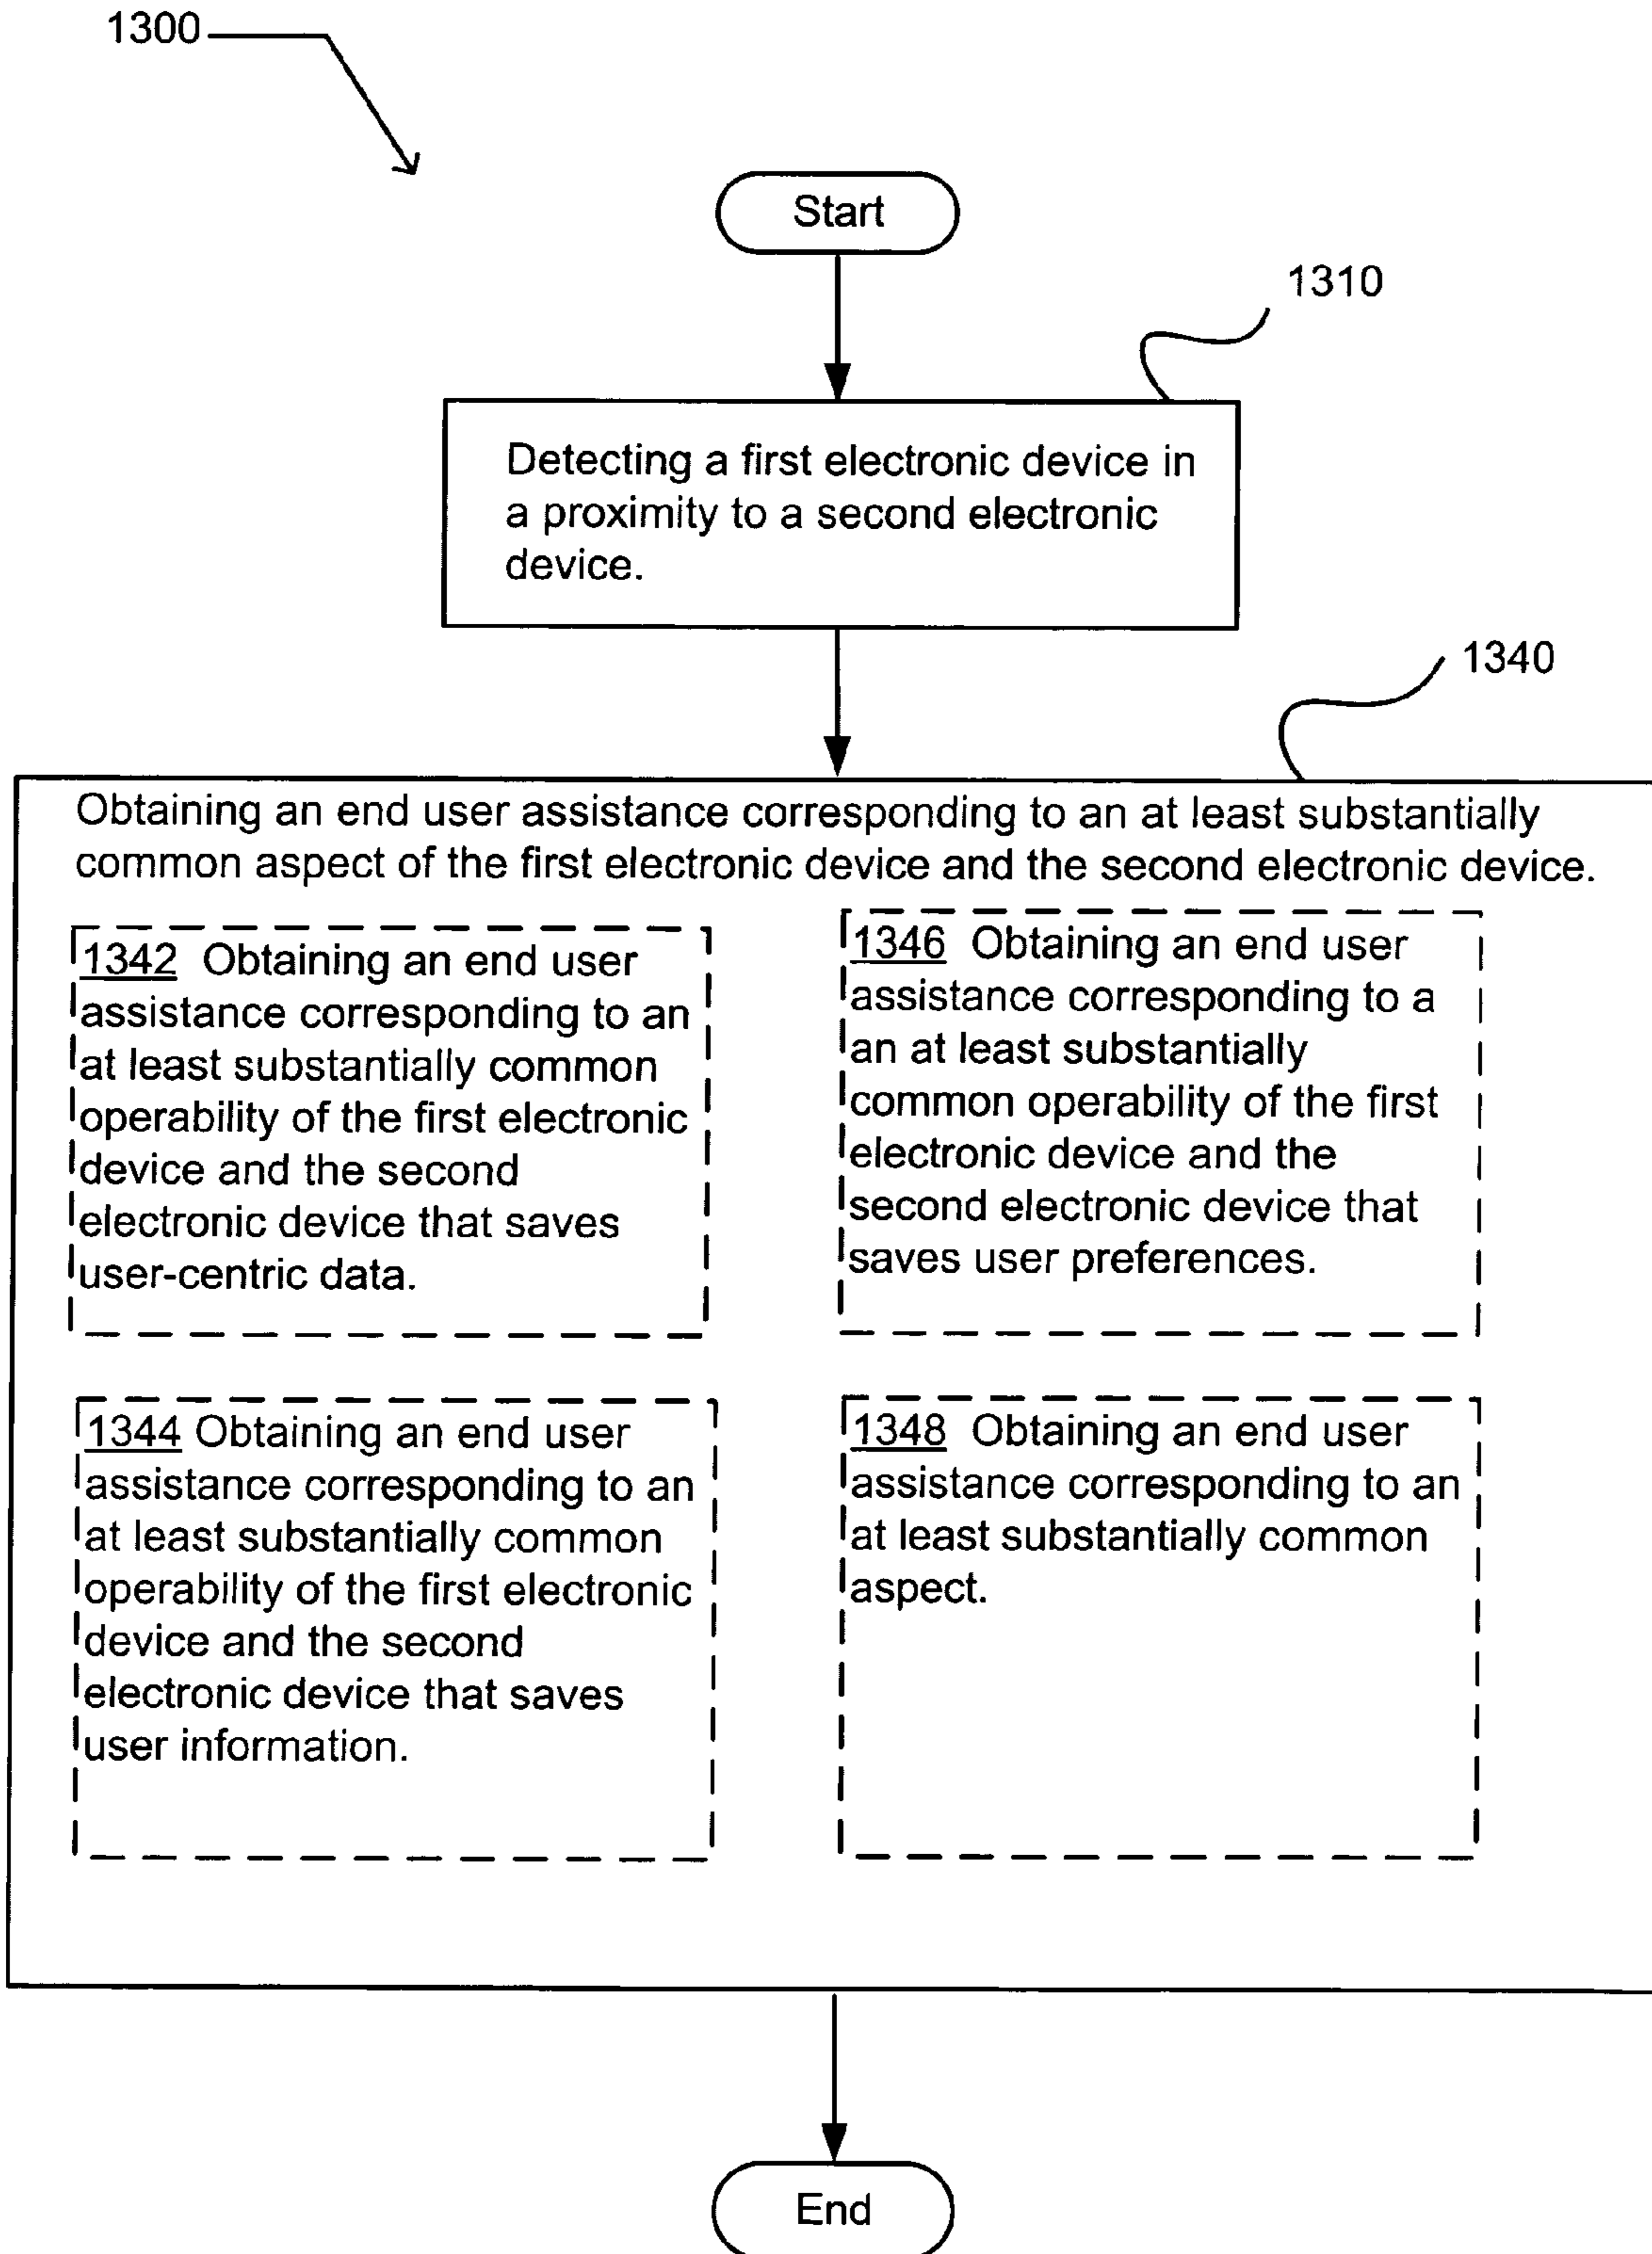 1300
Start
1310
Detecting a first electronic device in
a proximity to a second electronic
device.
1340
Obtaining an end user assistance corresponding to an at least substantially
common aspect of the first electronic device and the second electronic device.
1342 Obtaining an end user
assistance corresponding to an
at least substantially common
operability of the first electronic
device and the second
electronic device that saves
user-centric data.
1346 Obtaining an end user
assistance corresponding to a
an at least substantially
common operability of the first
electronic device and the
second electronic device that
saves user preferences.
1344 Obtaining an end user
assistance corresponding to an
at least substantially common
operability of the first electronic
device and the second
electronic device that saves
user information.
1348 Obtaining an end user
assistance corresponding to an
at least substantially common
aspect.
End